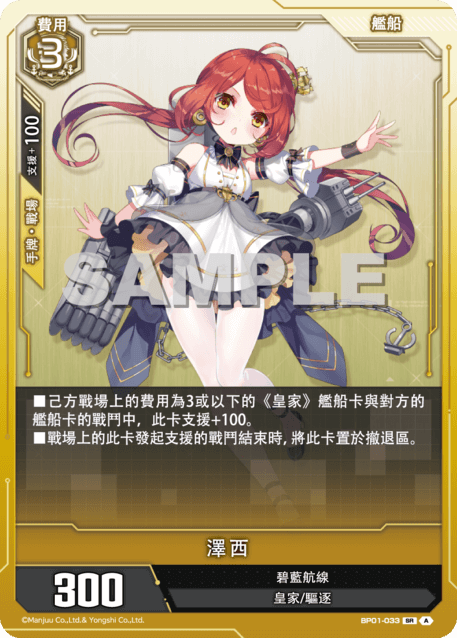 費用
3
艦船
支援+100
手牌・戰場
SAMPLE
■己方戰場上的費用為3或以下的《皇家》艦船卡與對方的
艦船卡的戰鬥中，此卡支援+100。
■戰場上的此卡發起支援的戰鬥結束時，將此卡置於撤退區。
澤西
300
碧藍航線
皇家/驅逐
©Manjuu Co.,Ltd.& Yongshi Co.,Ltd.
BP01-033 SR A